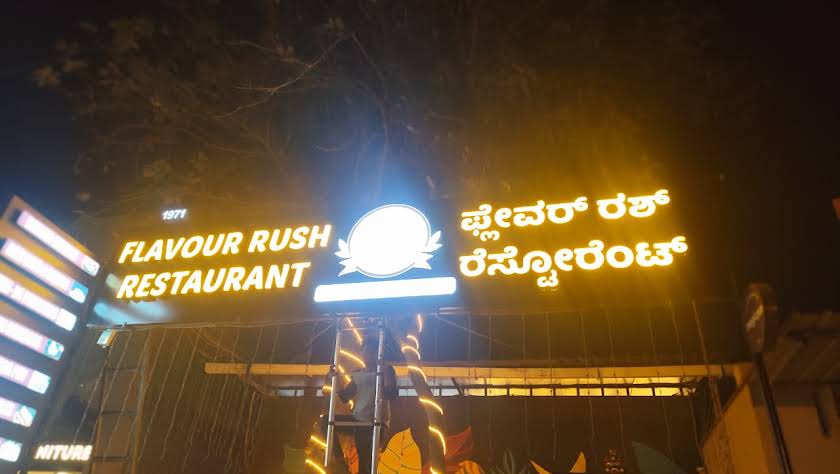 1971
FLAVOUR RUSH
RESTAURANT
ಫ್ಲೇವರ್ ರಶ್
ರೆಸ್ಟೋರೆಂಟ್
NITURE